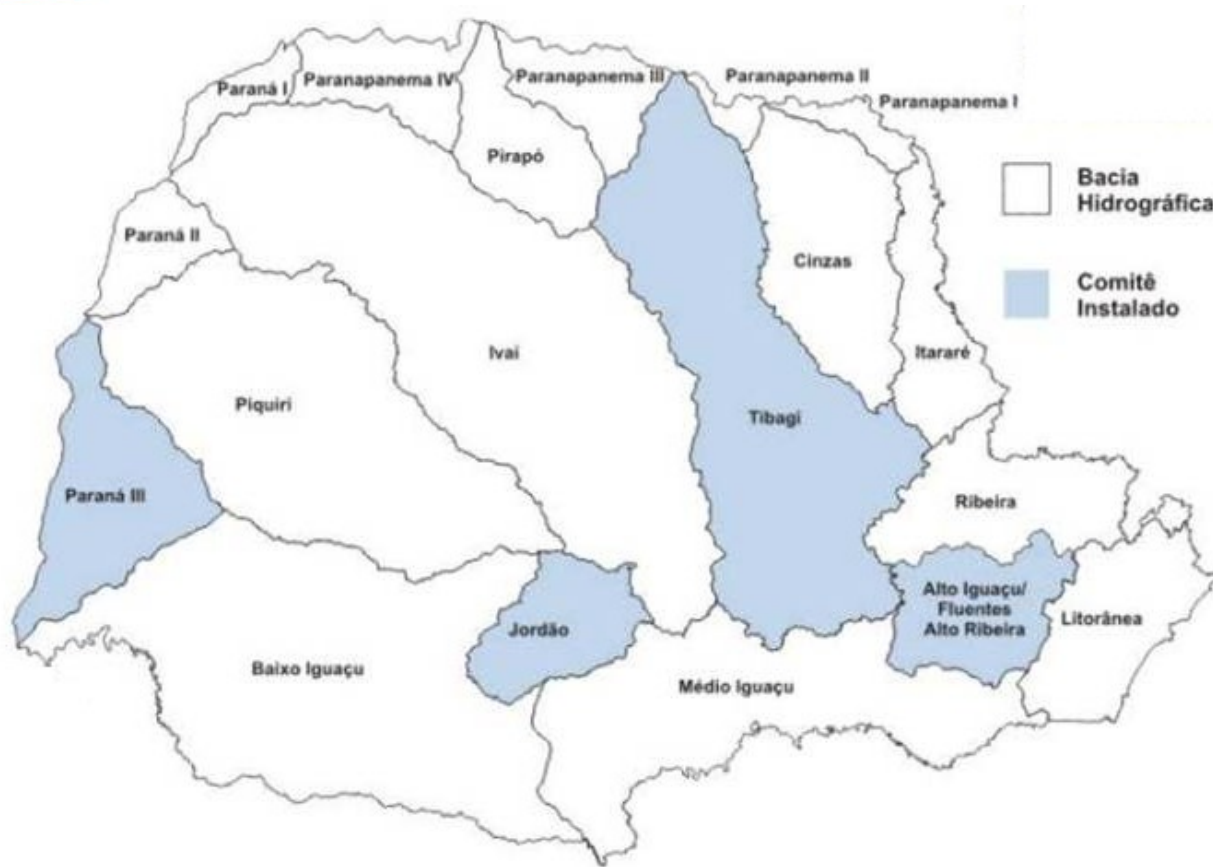 Paraná I
Paranapanema IV
Paranapanema III
Paranapanema II
Paranapanema I
Pirapó
Bacia
Hidrográfica
Paraná II
Cinzas
Comitê
Instalado
Ivaí
Itararé
Piquiri
Tibagi
Paraná III
Ribeira
Alto Iguaçu/
Fluentes
Alto Ribeira
Litorânea
Jordão
Baixo Iguaçu
Médio Iguaçu